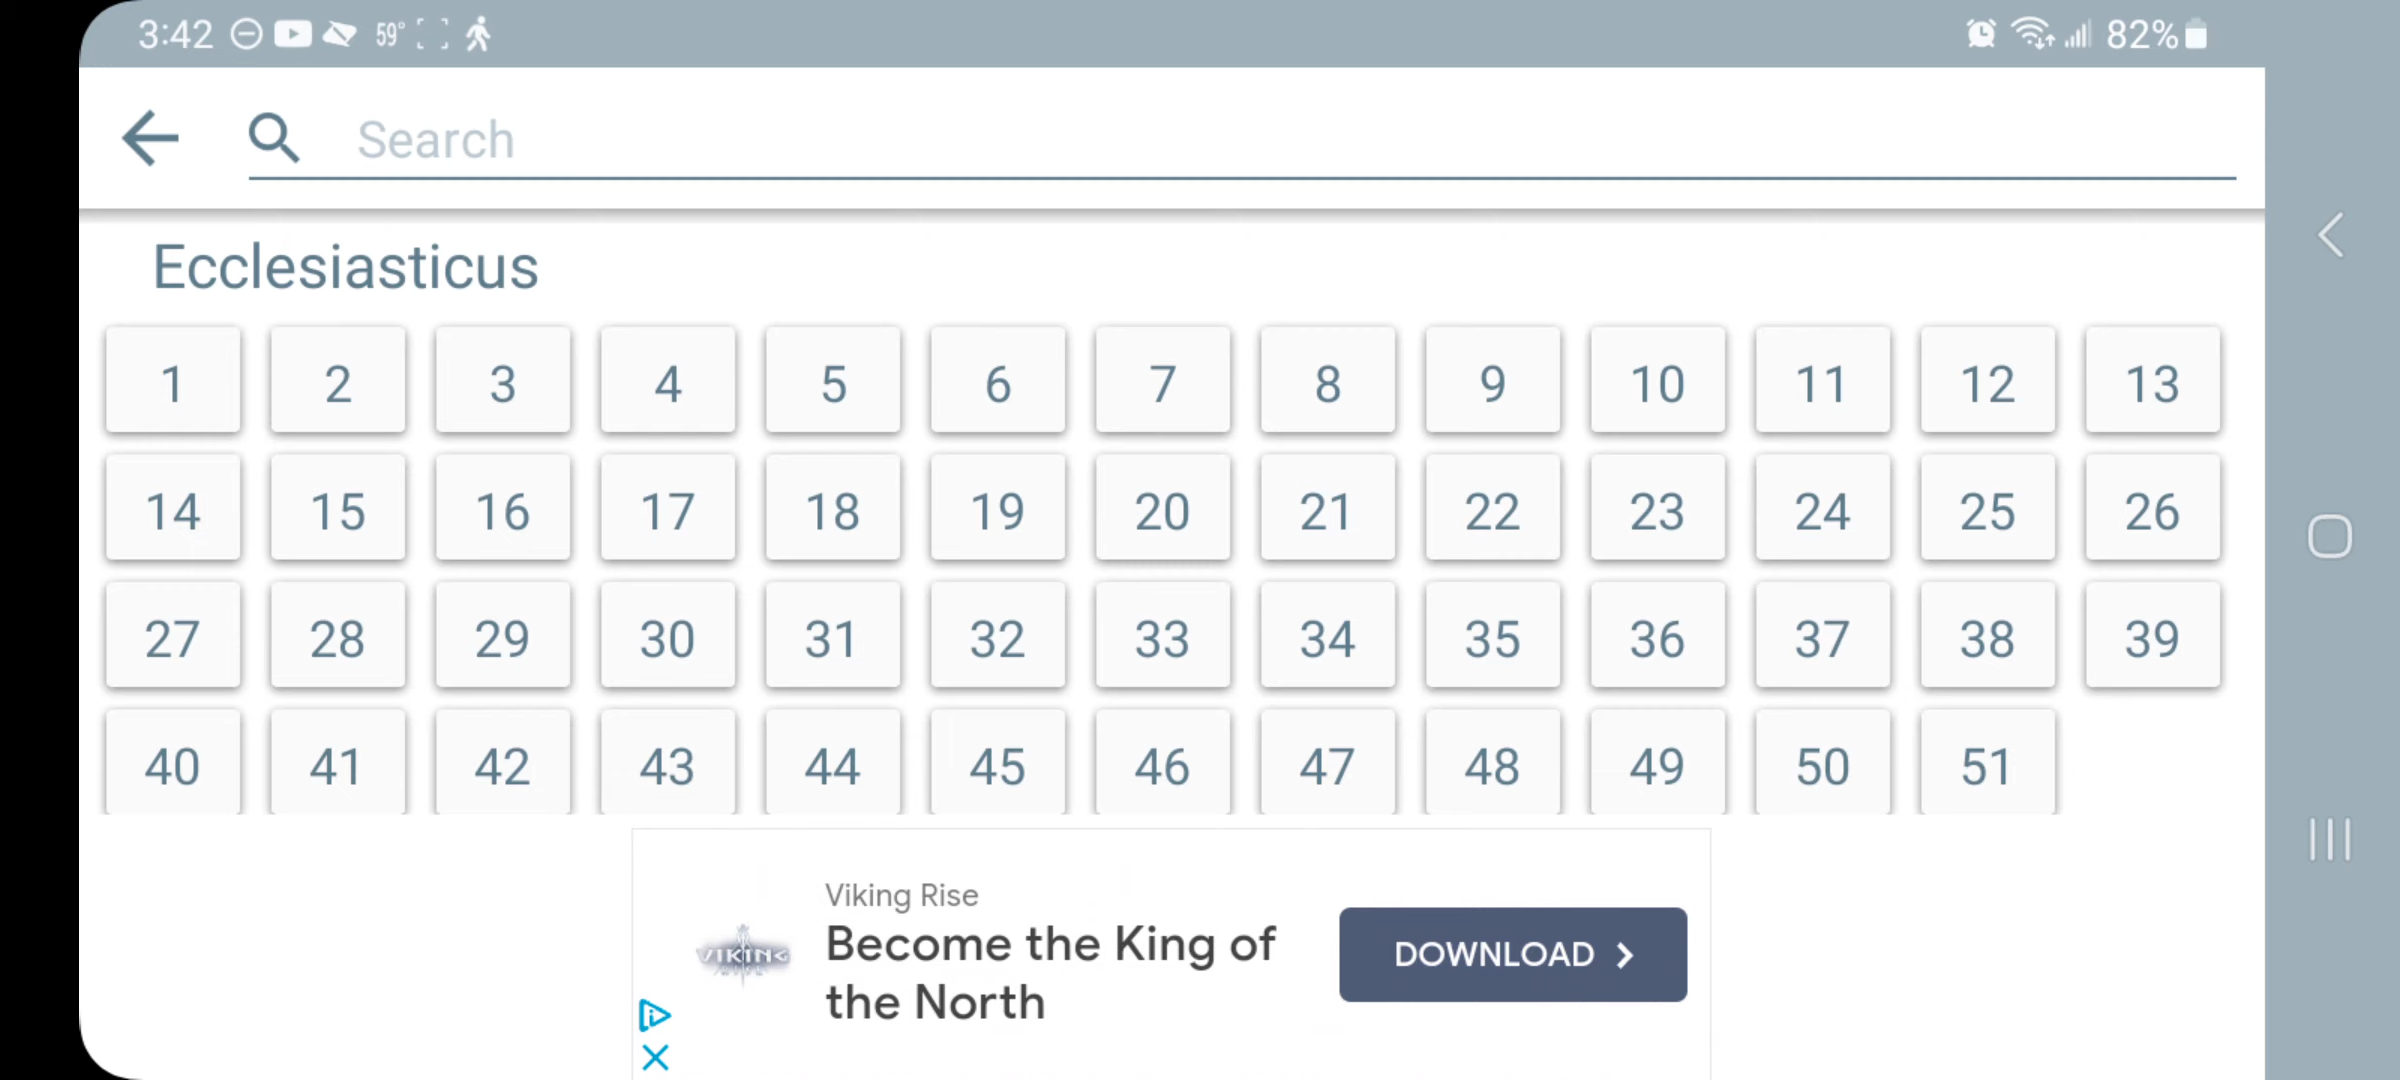 3:42 59° 82%
Search
Ecclesiasticus
1 2 3 4 5 6 7 8 9 10 11 12 13
14 15 16 17 18 19 20 21 22 23 24 25 26
27 28 29 30 31 32 33 34 35 36 37 38 39
40 41 42 43 44 45 46 47 48 49 50 51
Viking Rise
VIKING
Become the King of
the North
DOWNLOAD